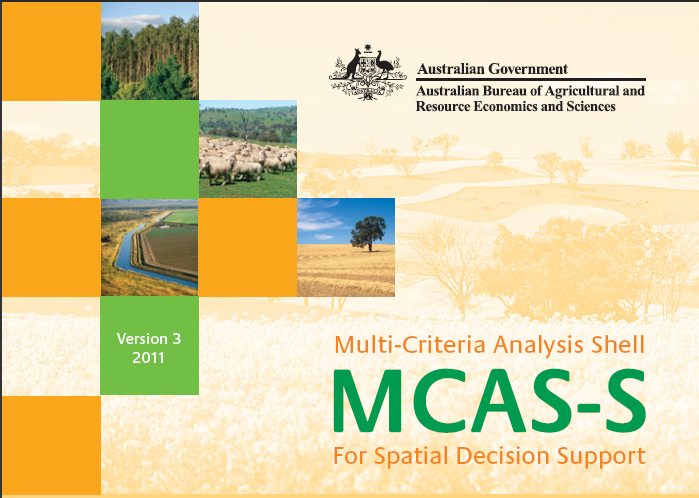 Australian Government
Australian Bureau of Agricultural and
Resource Economics and Sciences
Version 3
2011
Multi-Criteria Analysis Shell
MCAS-S
For Spatial Decision Support